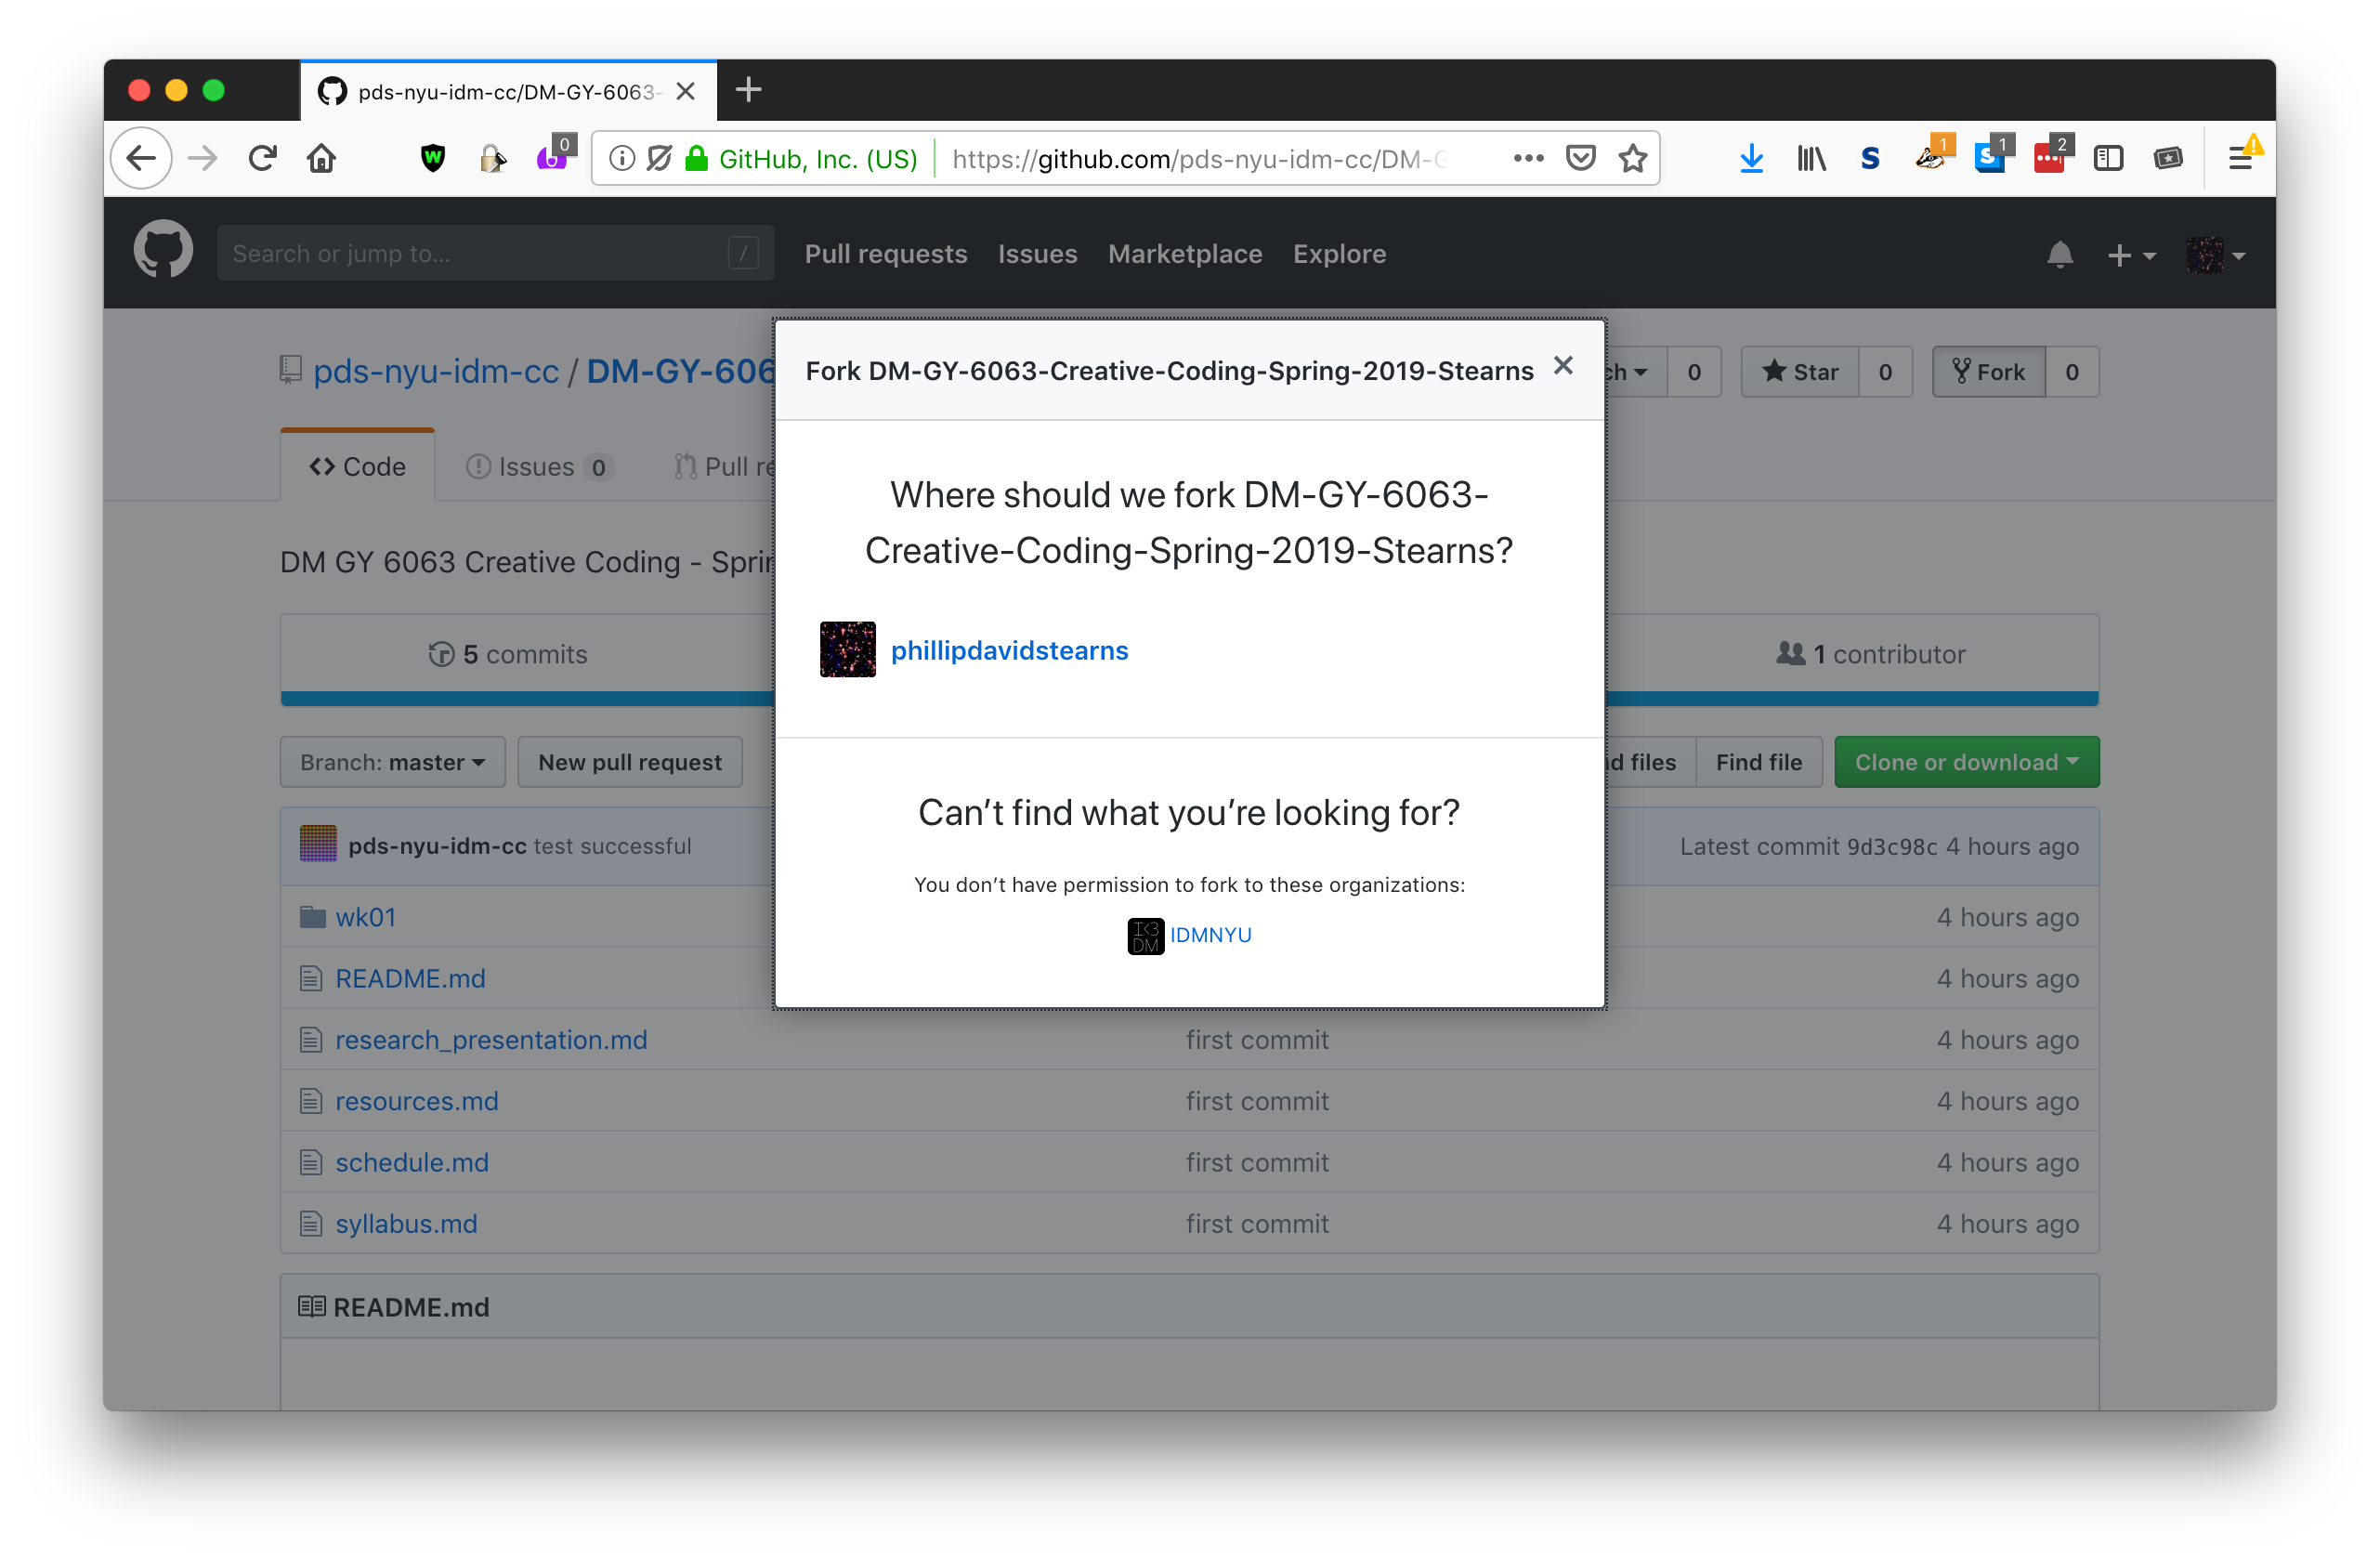 pds-nyu-idm-cc/DM-GY-6063-
0
GitHub, Inc. (US) https://github.com/pds-nyu-idm-cc/DM-G
S 1 S 1 2
Search or jump to... /
Pull requests Issues Marketplace Explore
pds-nyu-idm-cc / DM-GY-606
ch 0 Star 0 Fork 0
Fork DM-GY-6063-Creative-Coding-Spring-2019-Stearns
Code Issues 0 Pull re
Where should we fork DM-GY-6063-
Creative-Coding-Spring-2019-Stearns?
DM GY 6063 Creative Coding - Sprin
phillipdavidstearns
5 commits
1 contributor
Branch: master New pull request
d files Find file Clone or download
Can’t find what you’re looking for?
pds-nyu-idm-cc test successful
Latest commit 9d3c98c 4 hours ago
You don’t have permission to fork to these organizations:
I<3
DM
IDMNYU
wk01 4 hours ago
README.md 4 hours ago
research_presentation.md first commit 4 hours ago
resources.md first commit 4 hours ago
schedule.md first commit 4 hours ago
syllabus.md first commit 4 hours ago
README.md